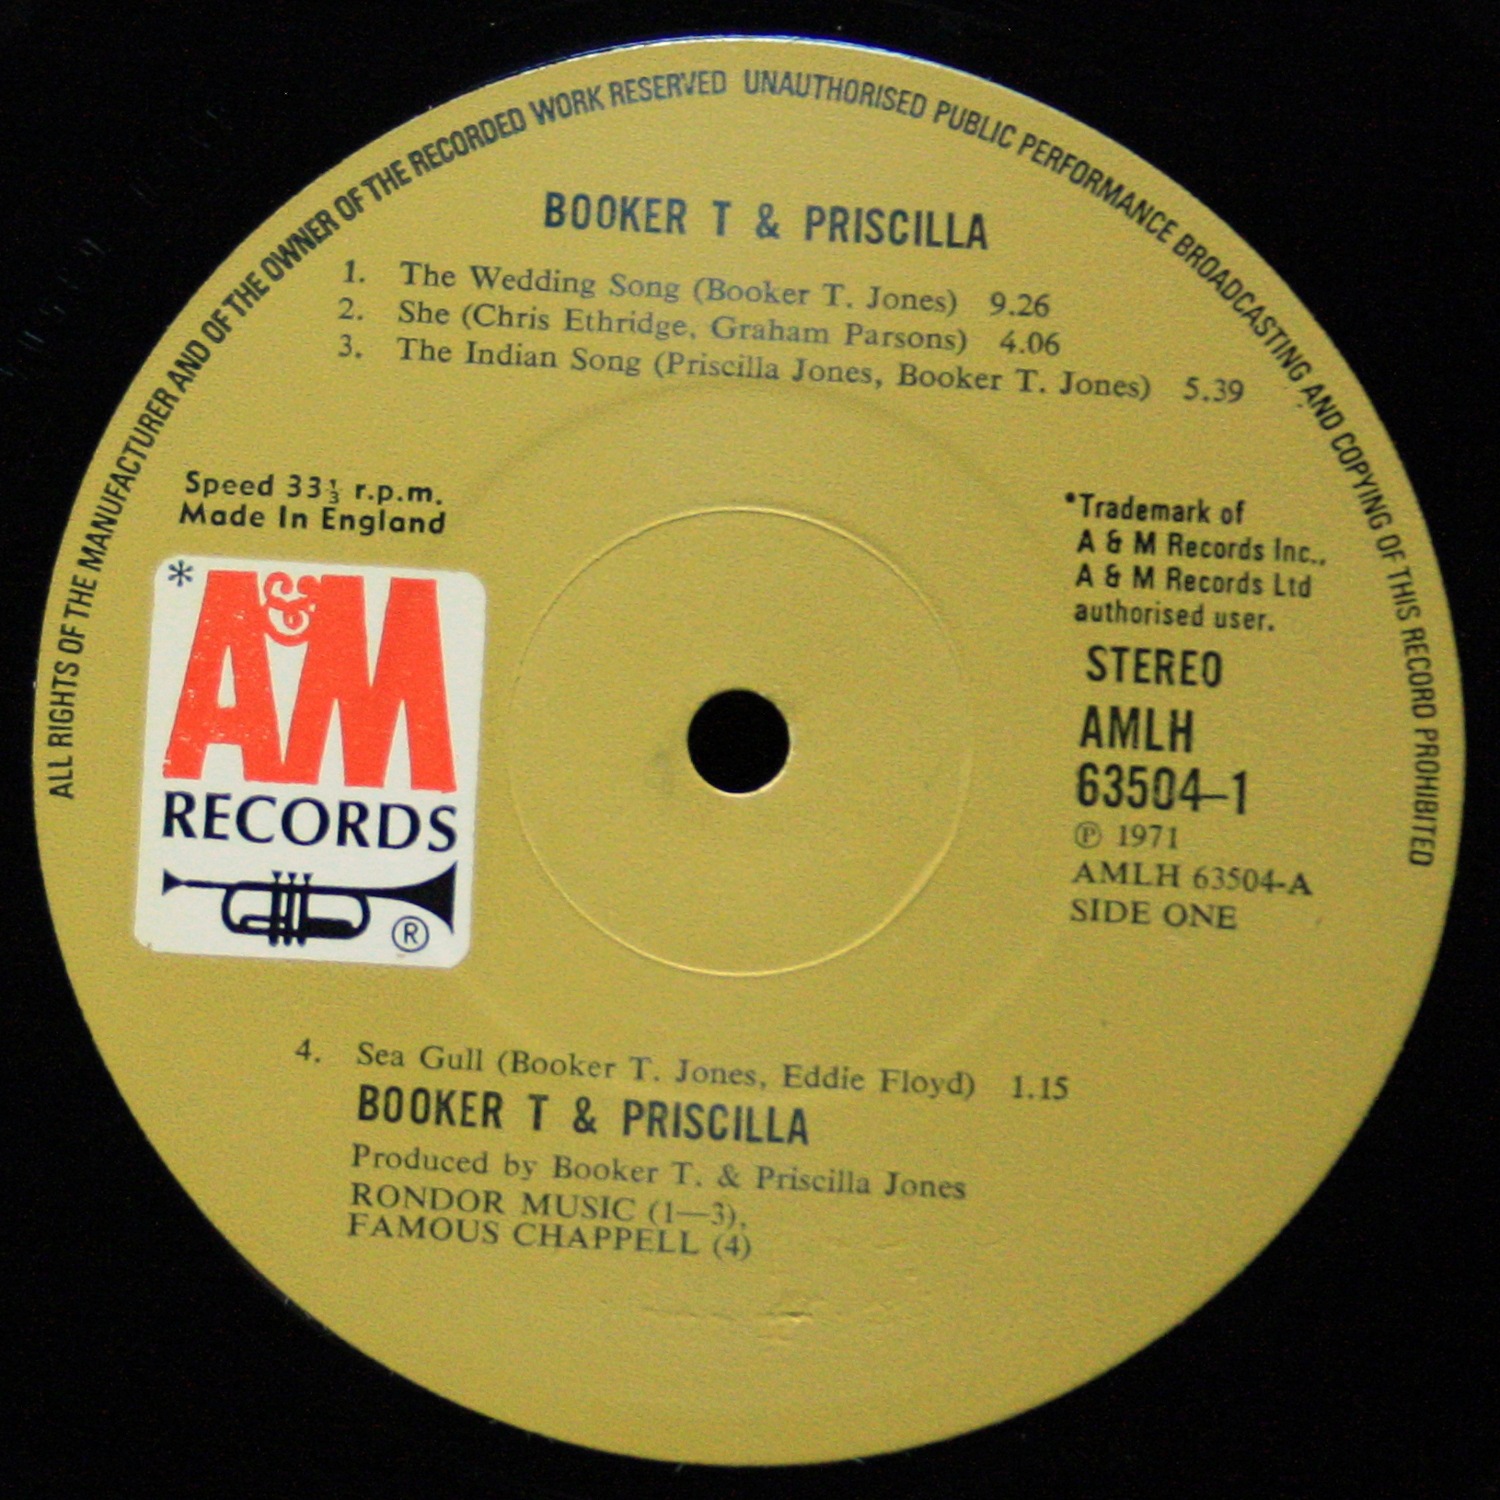 ALL RIGHTS OF THE MANUFACTURER AND OF THE OWNER OF THE RECORDED WORK RESERVED UNAUTHORISED PUBLIC PERFORMANCE BROADCASTING AND COPYING OF THIS RECORD PROHIBITED
BOOKER T & PRISCILLA
1. The Wedding Song (Booker T. Jones) 9.26
2. She (Chris Ethridge, Graham Parsons) 4.06
3. The Indian Song (Priscilla Jones, Booker T. Jones) 5.39
Speed 33⅓ r.p.m.
Made In England
*A&M
RECORDS
®
*Trademark of
A & M Records Inc.,
A & M Records Ltd
authorised user.
STEREO
AMLH
63504-1
Ⓟ 1971
AMLH 63504-A
SIDE ONE
4. Sea Gull (Booker T. Jones, Eddie Floyd) 1.15
BOOKER T & PRISCILLA
Produced by Booker T. & Priscilla Jones
RONDOR MUSIC (1—3),
FAMOUS CHAPPELL (4)